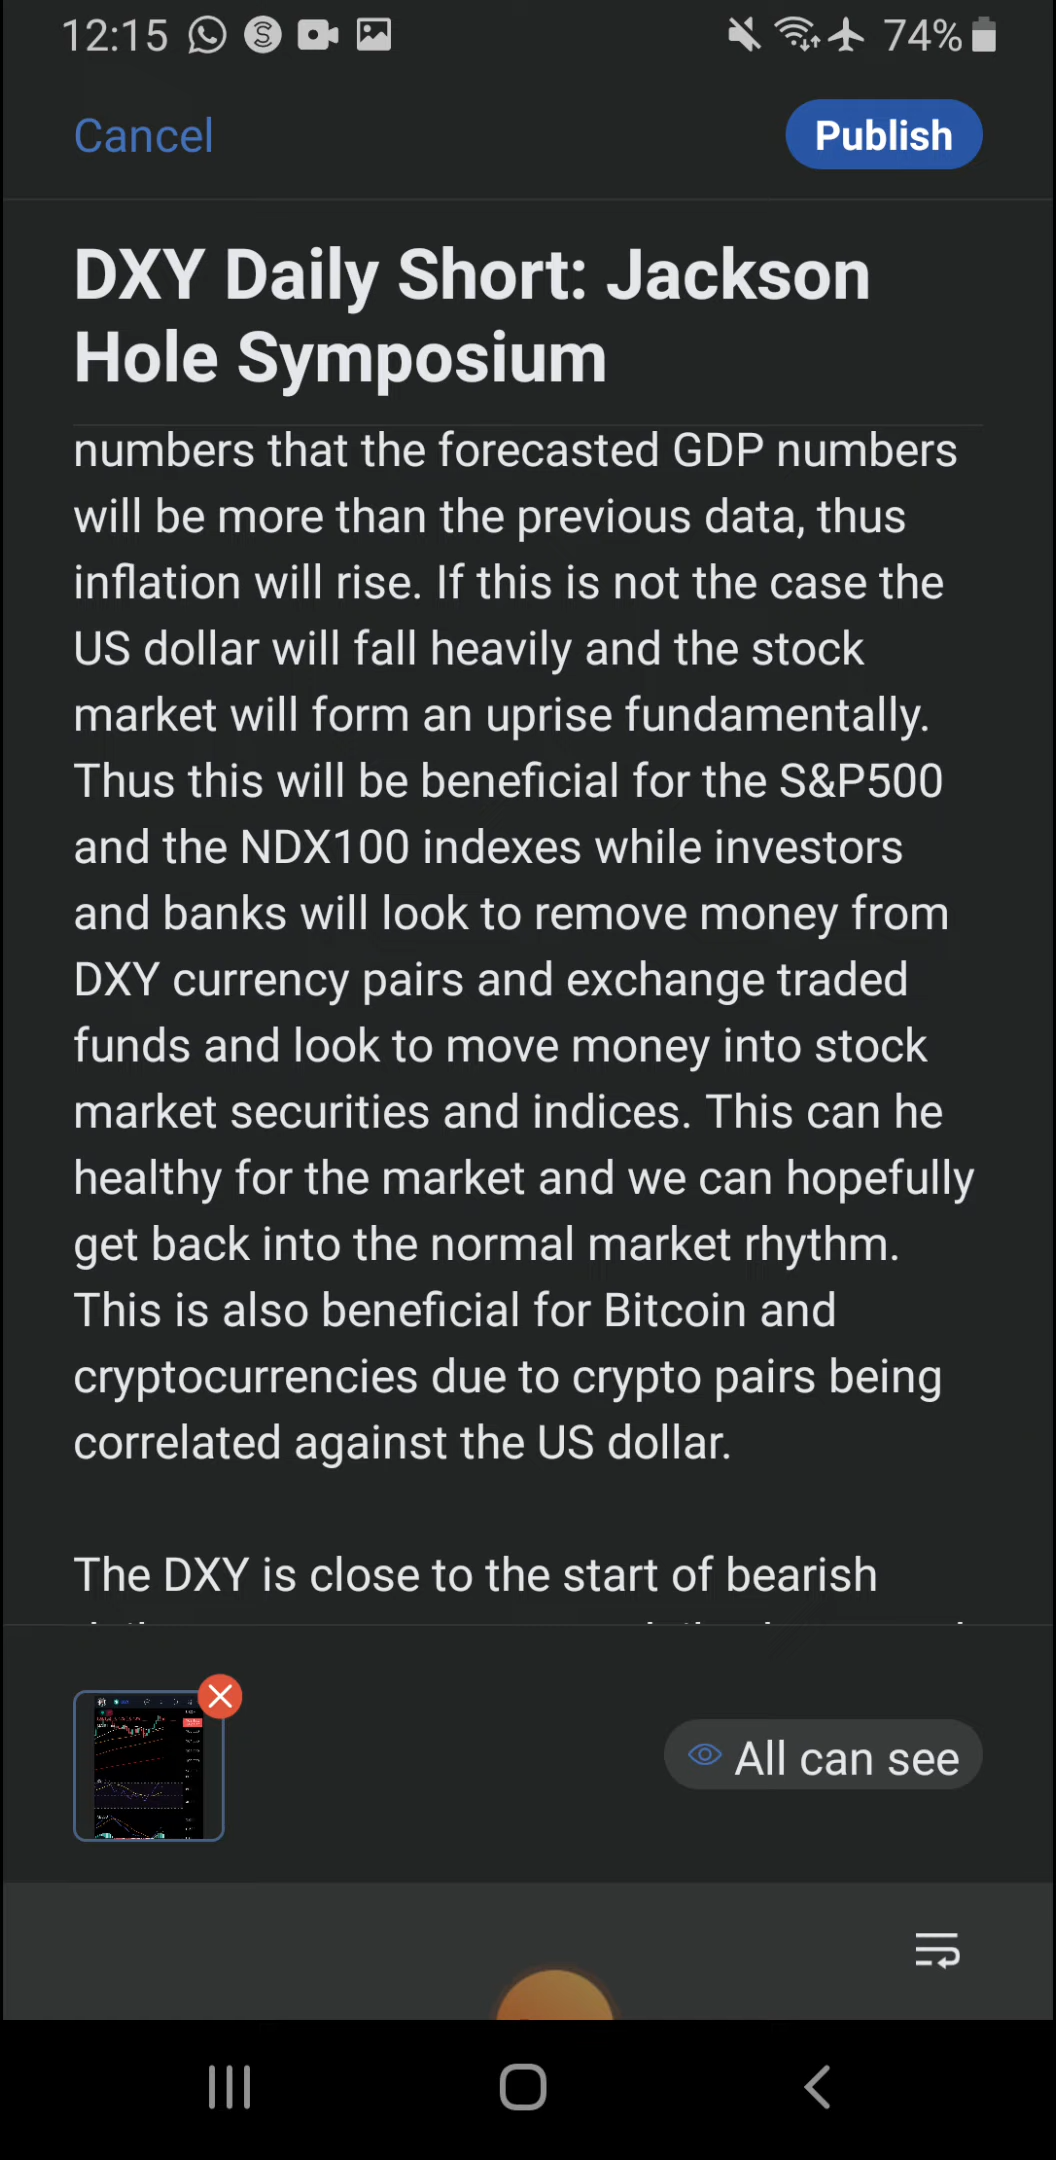 12:15
74%
Cancel
Publish
DXY Daily Short: Jackson
Hole Symposium
numbers that the forecasted GDP numbers
will be more than the previous data, thus
inflation will rise. If this is not the case the
US dollar will fall heavily and the stock
market will form an uprise fundamentally.
Thus this will be beneficial for the S&P500
and the NDX100 indexes while investors
and banks will look to remove money from
DXY currency pairs and exchange traded
funds and look to move money into stock
market securities and indices. This can he
healthy for the market and we can hopefully
get back into the normal market rhythm.
This is also beneficial for Bitcoin and
cryptocurrencies due to crypto pairs being
correlated against the US dollar.
The DXY is close to the start of bearish
All can see